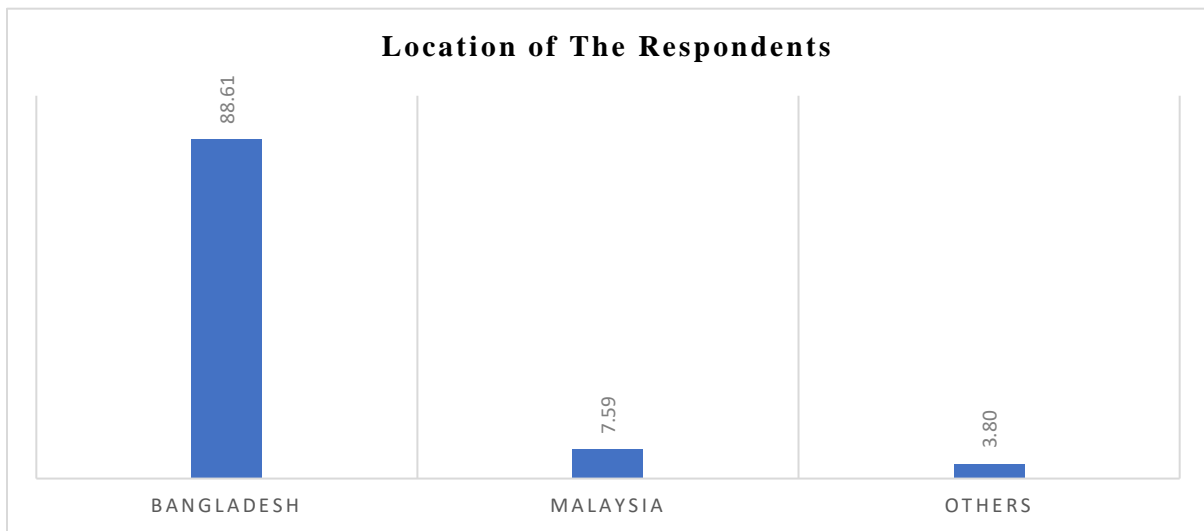 Location of The Respondents
88.61
7.59
3.80
BANGLADESH
MALAYSIA
OTHERS